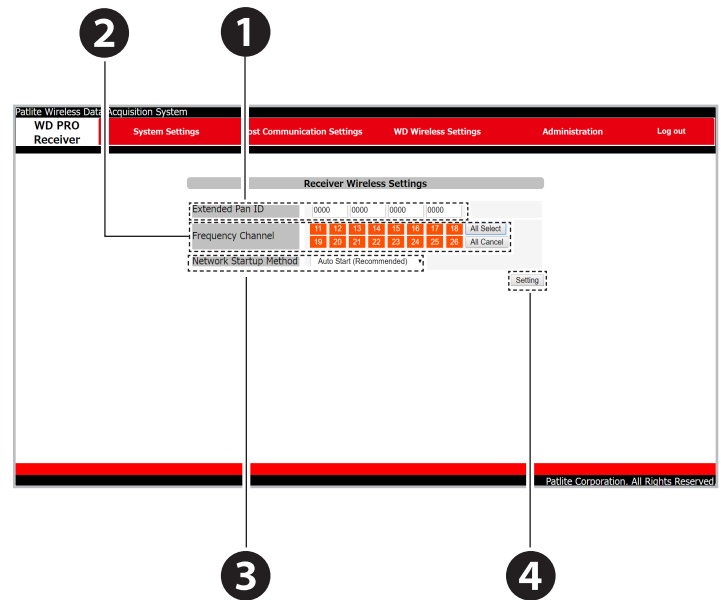 2 1
Patlite Wireless Data Acquisition System
WD PRO Receiver
System Settings
ost Communication Settings
WD Wireless Settings
Administration
Log out
Receiver Wireless Settings
Extended Pan ID 0000 0000 0000 0000
Frequency Channel
11 12 13 14 15 16 17 18 All Select
19 20 21 22 23 24 25 26 All Cancel
Network Startup Method Auto Start (Recommended)
Setting
Patlite Corporation. All Rights Reserved
3 4